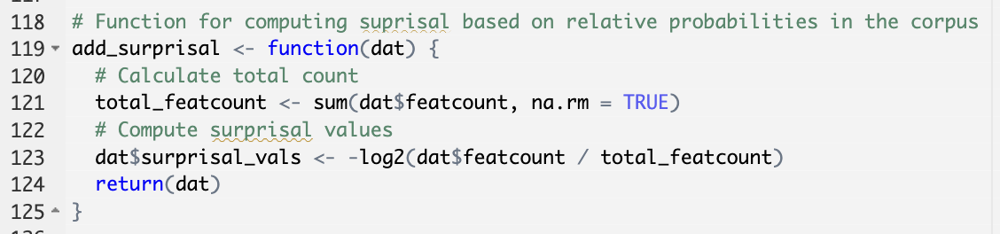 118 # Function for computing suprisal based on relative probabilities in the corpus
119 add_surprisal <- function(dat) {
120 # Calculate total count
121 total_featcount <- sum(dat$featcount, na.rm = TRUE)
122 # Compute surprisal values
123 dat$surprisal_vals <- -log2(dat$featcount / total_featcount)
124 return(dat)
125 }